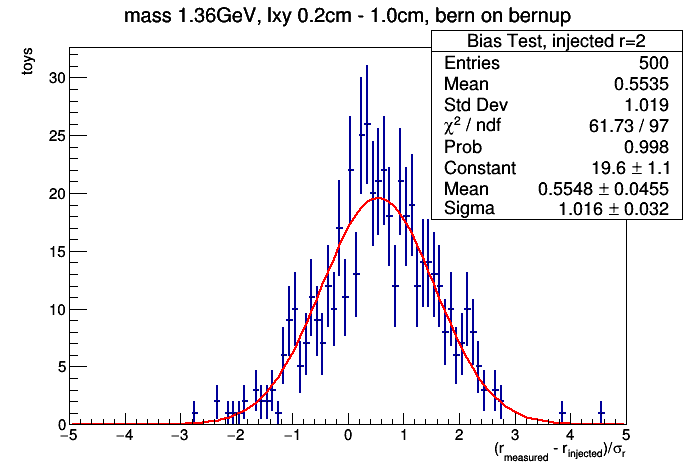 mass 1.36GeV, lxy 0.2cm - 1.0cm, bern on bernup
Bias Test, injected r=2
Entries 500
Mean 0.5535
Std Dev 1.019
χ² / ndf 61.73 / 97
Prob 0.998
Constant 19.6 ± 1.1
Mean 0.5548 ± 0.0455
Sigma 1.016 ± 0.032
toys
30
25
20
15
10
5
0
−5 −4 −3 −2 −1 0 1 2 3 4 5
(r_measured - r_injected)/σ_r